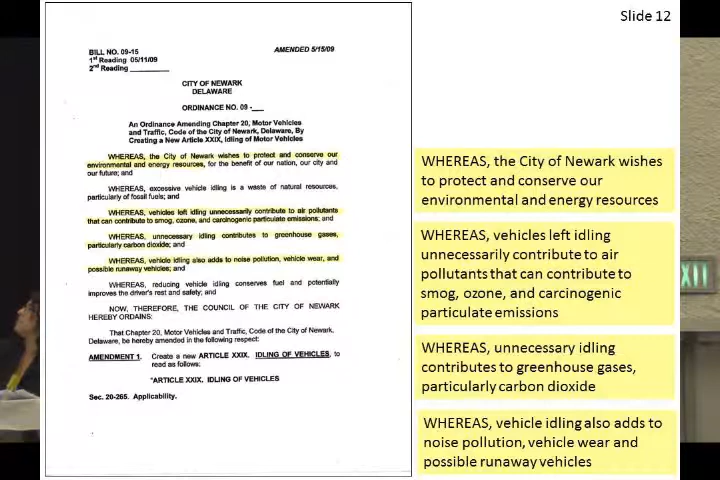 Slide 12
BILL NO. 09-15
AMENDED 5/15/09
1st Reading 05/11/09
2nd Reading ________
CITY OF NEWARK
DELAWARE
ORDINANCE NO. 09 -___
An Ordinance Amending Chapter 20, Motor Vehicles
and Traffic, Code of the City of Newark, Delaware, By
Creating a New Article XXIX, Idling of Motor Vehicles
WHEREAS, the City of Newark wishes to protect and conserve our
environmental and energy resources, for the benefit of our nation, our city and
our future; and
WHEREAS, excessive vehicle idling is a waste of natural resources,
particularly of fossil fuels; and
WHEREAS, vehicles left idling unnecessarily contribute to air pollutants
that can contribute to smog, ozone, and carcinogenic particulate emissions; and
WHEREAS, unnecessary idling contributes to greenhouse gases,
particularly carbon dioxide; and
WHEREAS, vehicle idling also adds to noise pollution, vehicle wear, and
possible runaway vehicles; and
WHEREAS, reducing vehicle idling conserves fuel and potentially
improves the driver's rest and safety; and
NOW, THEREFORE, THE COUNCIL OF THE CITY OF NEWARK
HEREBY ORDAINS:
That Chapter 20, Motor Vehicles and Traffic, Code of the City of Newark,
Delaware, be hereby amended in the following respect:
AMENDMENT 1. Create a new ARTICLE XXIX. IDLING OF VEHICLES, to
read as follows:
"ARTICLE XXIX. IDLING OF VEHICLES
Sec. 20-265. Applicability.
WHEREAS, the City of Newark wishes
to protect and conserve our
environmental and energy resources
WHEREAS, vehicles left idling
unnecessarily contribute to air
pollutants that can contribute to
smog, ozone, and carcinogenic
particulate emissions
WHEREAS, unnecessary idling
contributes to greenhouse gases,
particularly carbon dioxide
WHEREAS, vehicle idling also adds to
noise pollution, vehicle wear and
possible runaway vehicles